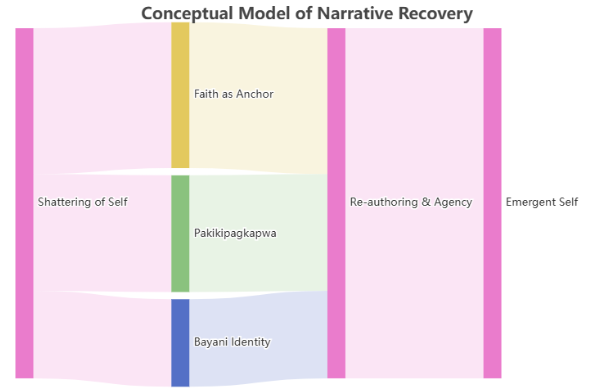 Conceptual Model of Narrative Recovery
Faith as Anchor
Shattering of Self
Re-authoring & Agency
Emergent Self
Pakikipagkapwa
Bayani Identity